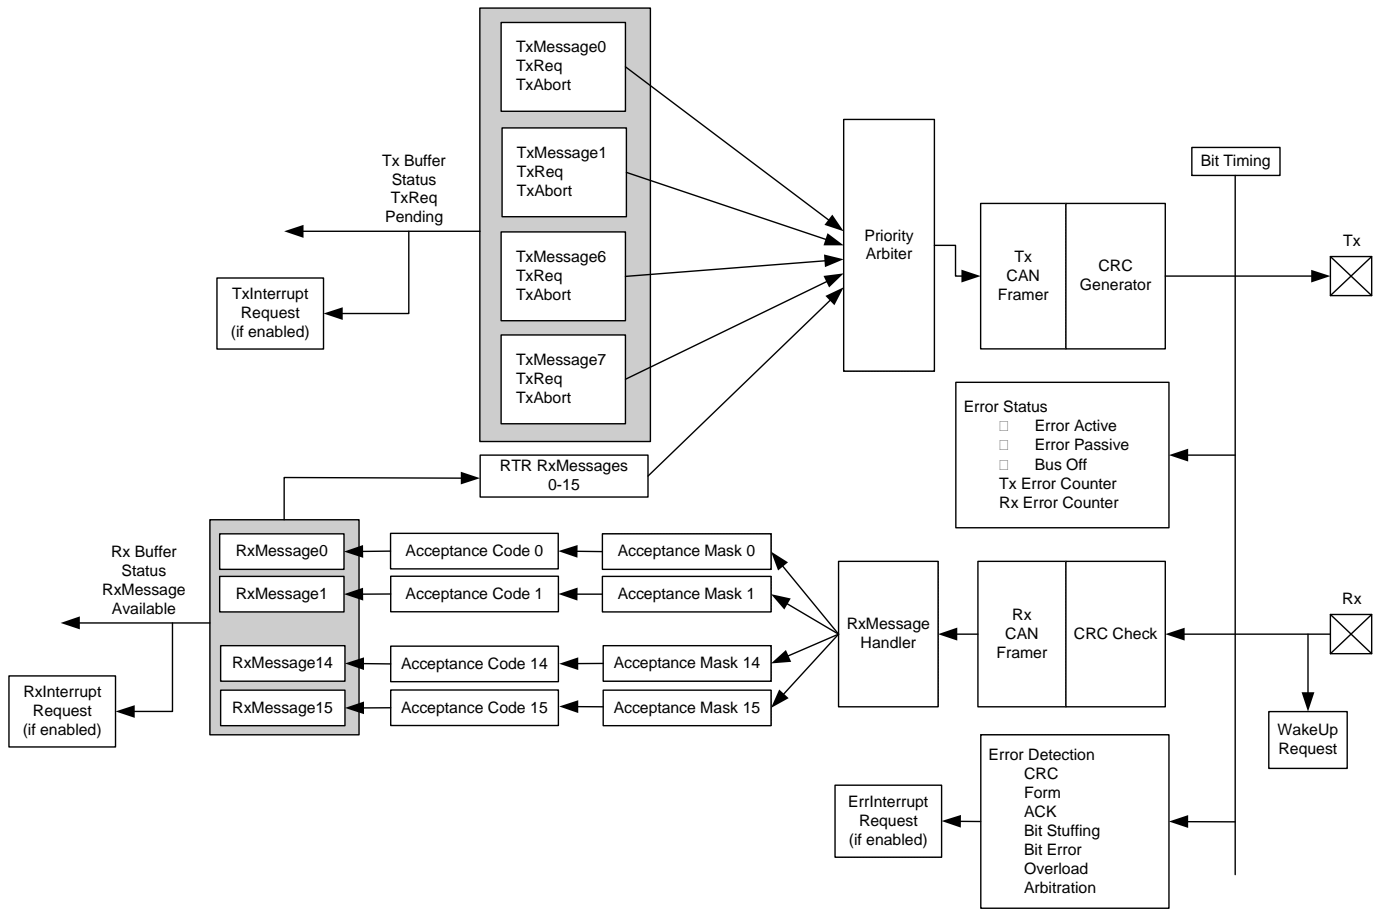 TxMessage0
TxReq
TxAbort
TxMessage1
TxReq
TxAbort
TxMessage6
TxReq
TxAbort
TxMessage7
TxReq
TxAbort
Tx Buffer
Status
TxReq
Pending
TxInterrupt
Request
(if enabled)
Priority
Arbiter
Tx
CAN
Framer
CRC
Generator
Bit Timing
Tx
Error Status
Error Active
Error Passive
Bus Off
Tx Error Counter
Rx Error Counter
RTR RxMessages
0-15
Rx Buffer
Status
RxMessage
Available
RxInterrupt
Request
(if enabled)
RxMessage0
Acceptance Code 0
Acceptance Mask 0
RxMessage1
Acceptance Code 1
Acceptance Mask 1
RxMessage14
Acceptance Code 14
Acceptance Mask 14
RxMessage15
Acceptance Code 15
Acceptance Mask 15
RxMessage
Handler
Rx
CAN
Framer
CRC Check
Rx
WakeUp
Request
ErrInterrupt
Request
(if enabled)
Error Detection
CRC
Form
ACK
Bit Stuffing
Bit Error
Overload
Arbitration